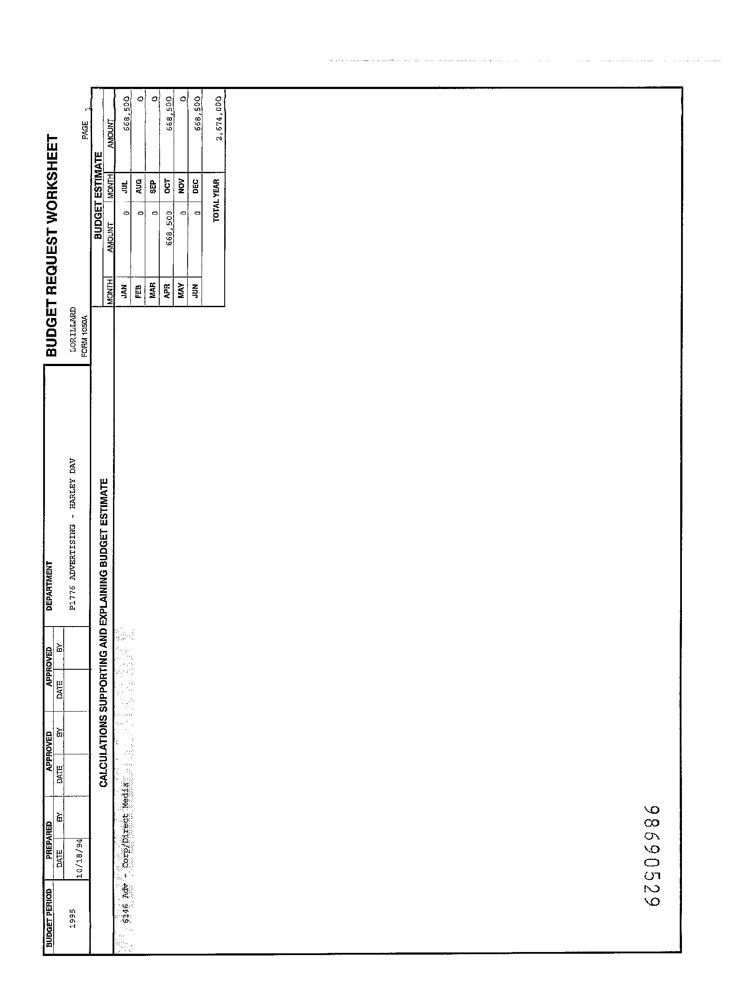 BUDGET REQUEST WORKSHEET
BUDGET PERIOD PREPARED APPROVED APPROVED DEPARTMENT
DATE BY DATE BY DATE BY
1995 10/18/94 P1776 ADVERTISING - HARLEY DAV
LORILLARD
FORM 1050A PAGE 1
CALCULATIONS SUPPORTING AND EXPLAINING BUDGET ESTIMATE
BUDGET ESTIMATE
MONTH AMOUNT MONTH AMOUNT
6146 Adv - Corp/Direct Media
JAN 0 JUL 668,500
FEB 0 AUG 0
MAR 0 SEP 0
APR 668,500 OCT 668,500
MAY 0 NOV 0
JUN 0 DEC 668,500
TOTAL YEAR 2,674,000
98690529